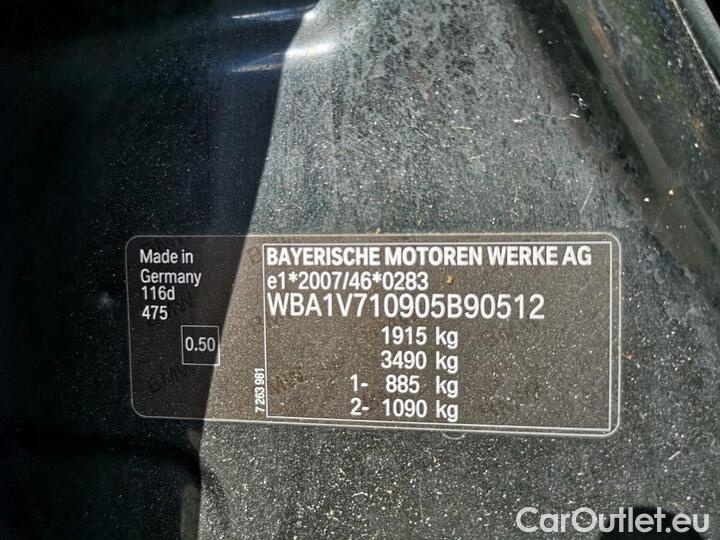 Made in
Germany
116d
475
0.50
7 263 981
BAYERISCHE MOTOREN WERKE AG
e1*2007/46*0283
WBA1V710905B90512
1915 kg
3490 kg
1- 885 kg
2- 1090 kg
CarOutlet.eu